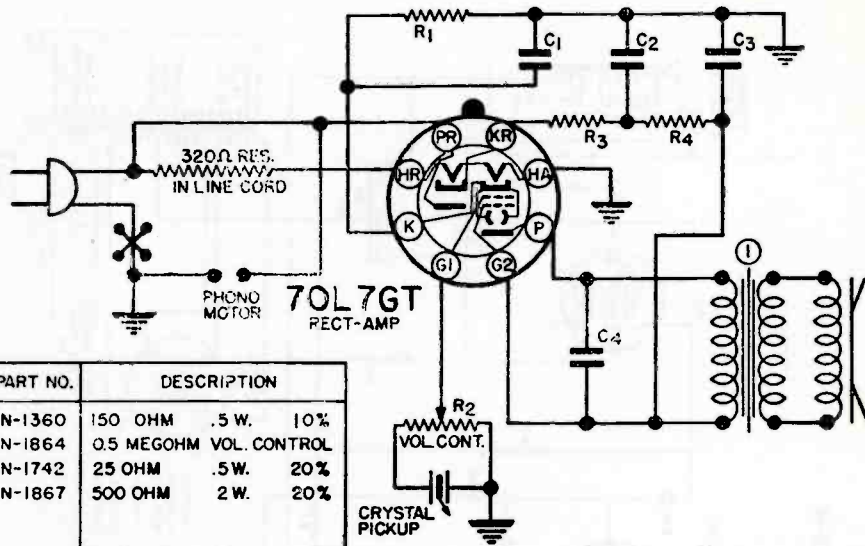 R1
C1
C2
C3
R3
R4
PR
KR
320Ω RES.
IN LINE CORD
HR
HA
K
P
G1
G2
PHONO
MOTOR
70L7GT
RECT-AMP
1
C4
R2
VOL. CONT.
CRYSTAL
PICKUP
PART NO. DESCRIPTION
N-1360 150 OHM .5 W. 10%
N-1864 0.5 MEGOHM VOL. CONTROL
N-1742 25 OHM .5W. 20%
N-1867 500 OHM 2 W. 20%